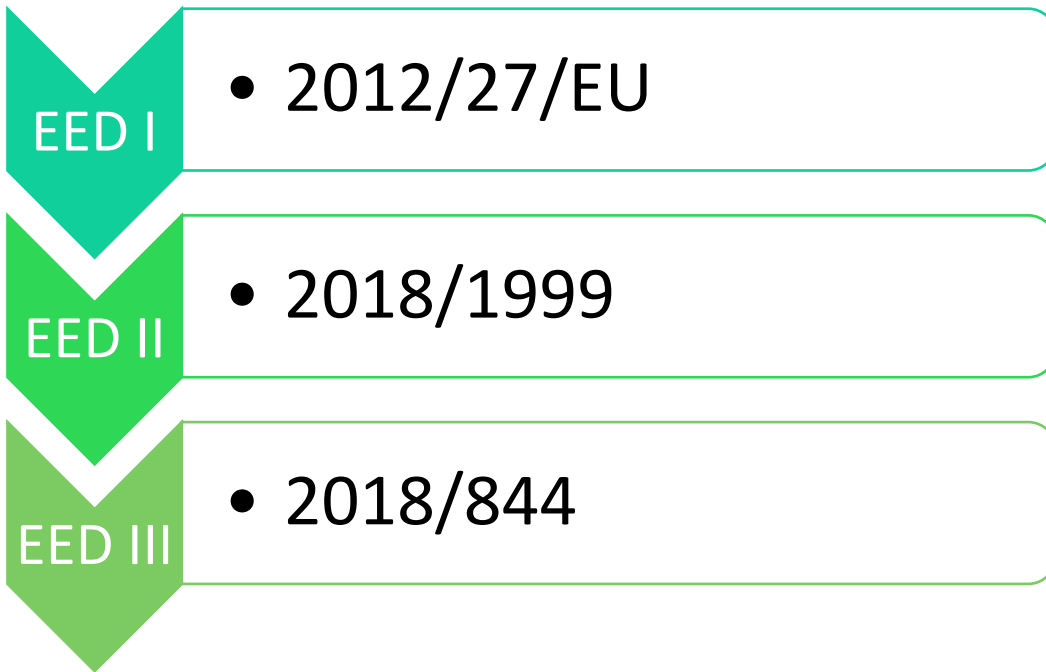 EED I
• 2012/27/EU
EED II
• 2018/1999
EED III
• 2018/844